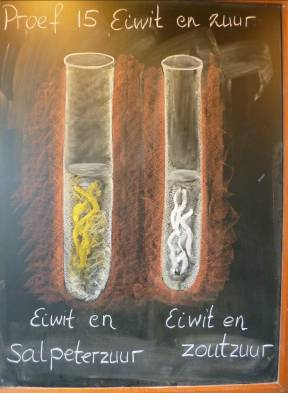 Proef 15 Eiwit en zuur
Eiwit en
Salpeterzuur
Eiwit en
zoutzuur